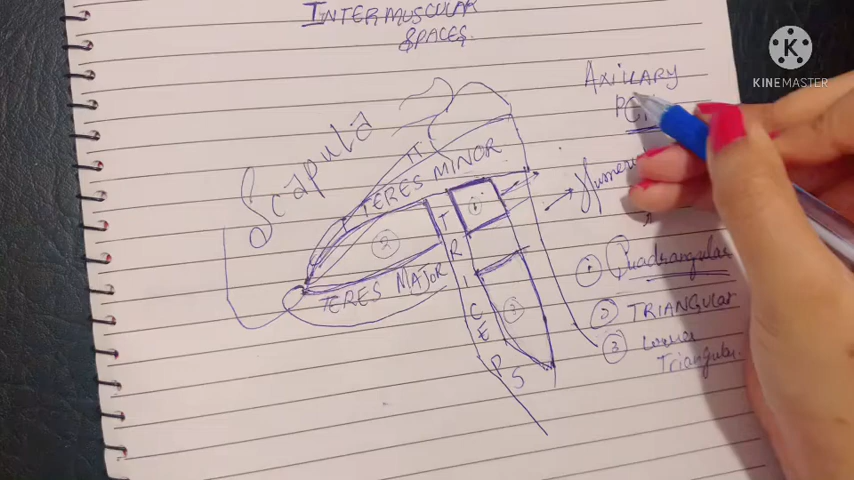 INTERMUSCULAR
SPACES.
KINEMASTER
AXILLARY
Scapula
TERES MINOR
TERES MAJOR
TRICEPS
①
②
③
① Quadrangular
② TRIANGULAR
③ Lower
Triangular.